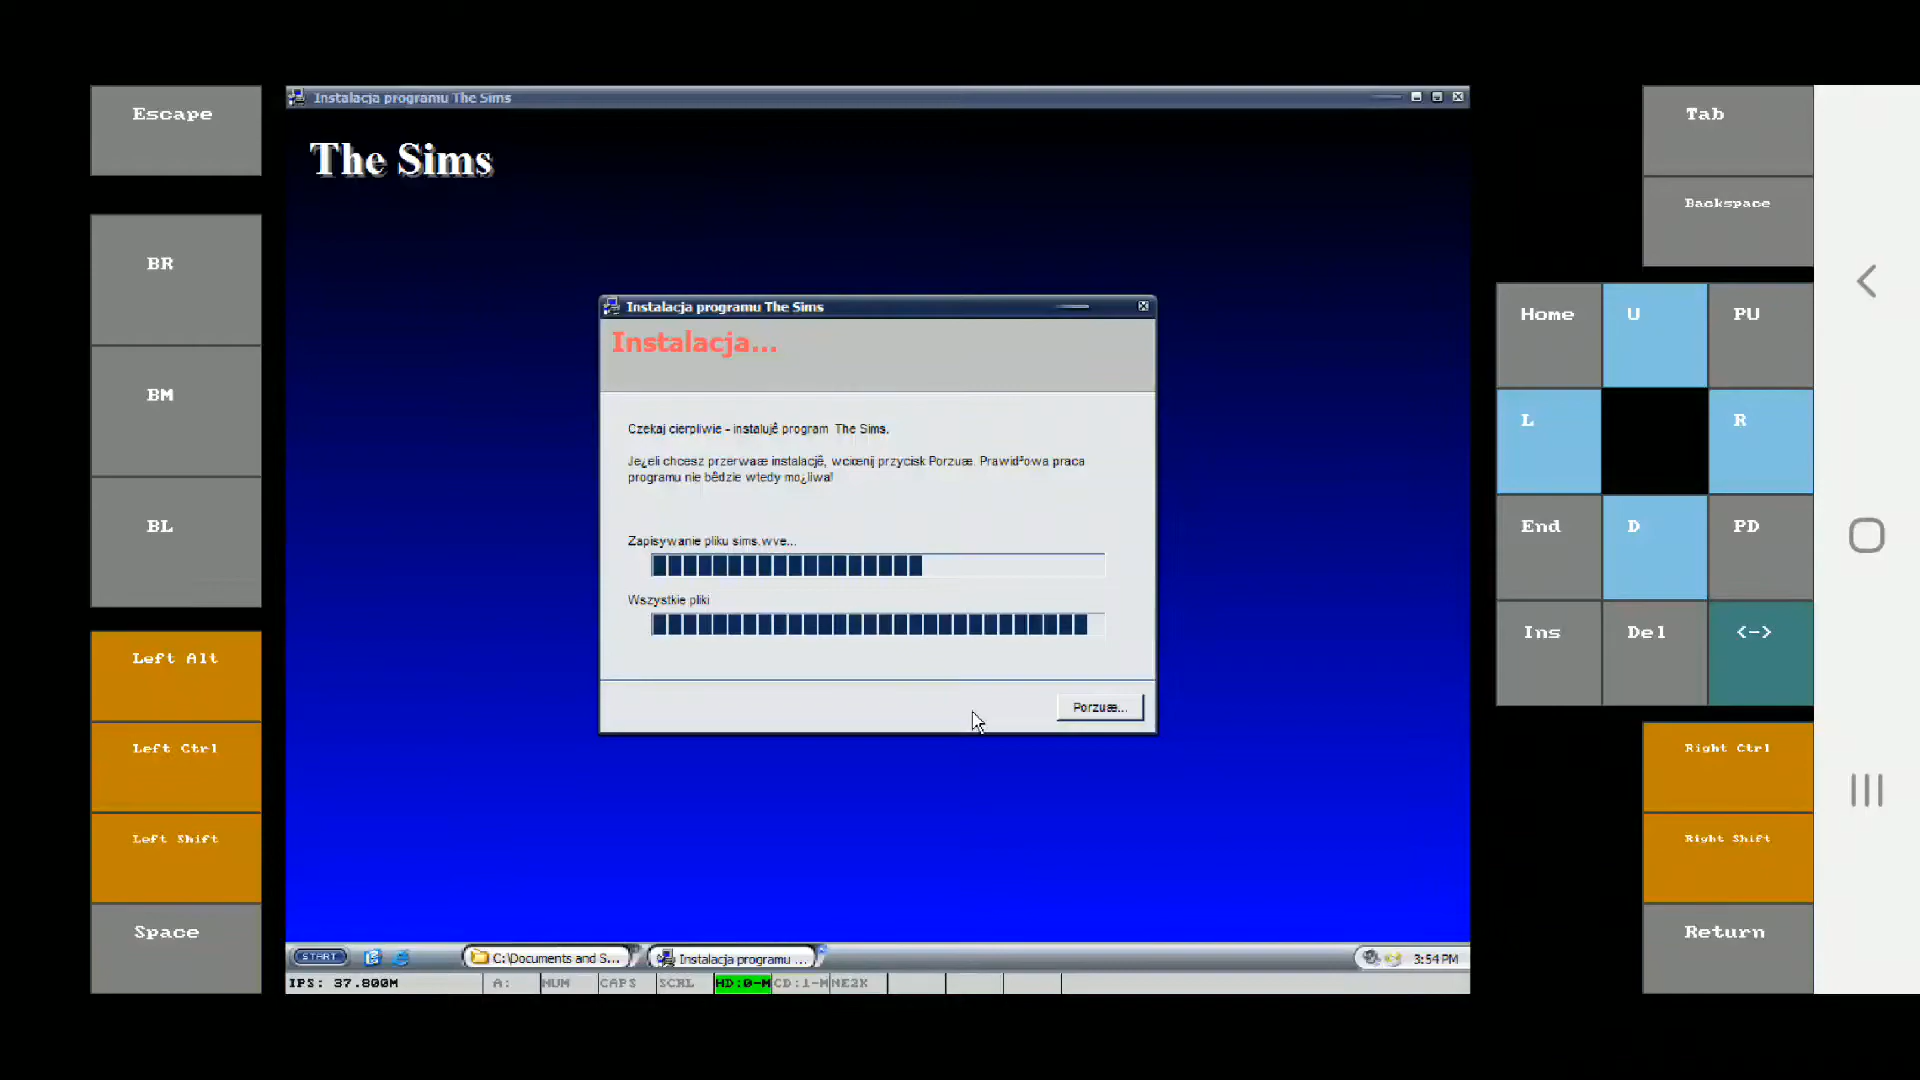 Escape
BR
BM
BL
Left Alt
Left Ctrl
Left Shift
Space
Instalacja programu The Sims
The Sims
Instalacja programu The Sims
Instalacja...
Czekaj cierpliwie - instalujê program The Sims.
Je¿eli chcesz przerwaæ instalacjê, wciœnij przycisk Porzuæ. Prawid³owa praca
programu nie bêdzie wtedy mo¿liwa!
Zapisywanie pliku sims.wve...
Wszystkie pliki
Porzuæ...
START
C:\Documents and S...
Instalacja programu ...
3:54 PM
IPS: 37.800M
A:
NUM
CAPS
SCRL
HD:0-M
CD:1-M
NE2K
Tab
Backspace
Home U PU
L R
End D PD
Ins Del <->
Right Ctrl
Right Shift
Return